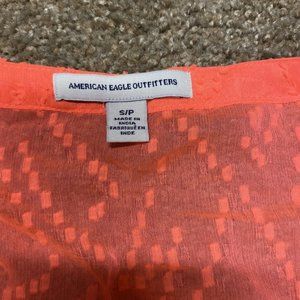 AMERICAN EAGLE OUTFITTERS
S/P
MADE IN
INDIA
FABRIQUÉ EN
INDE